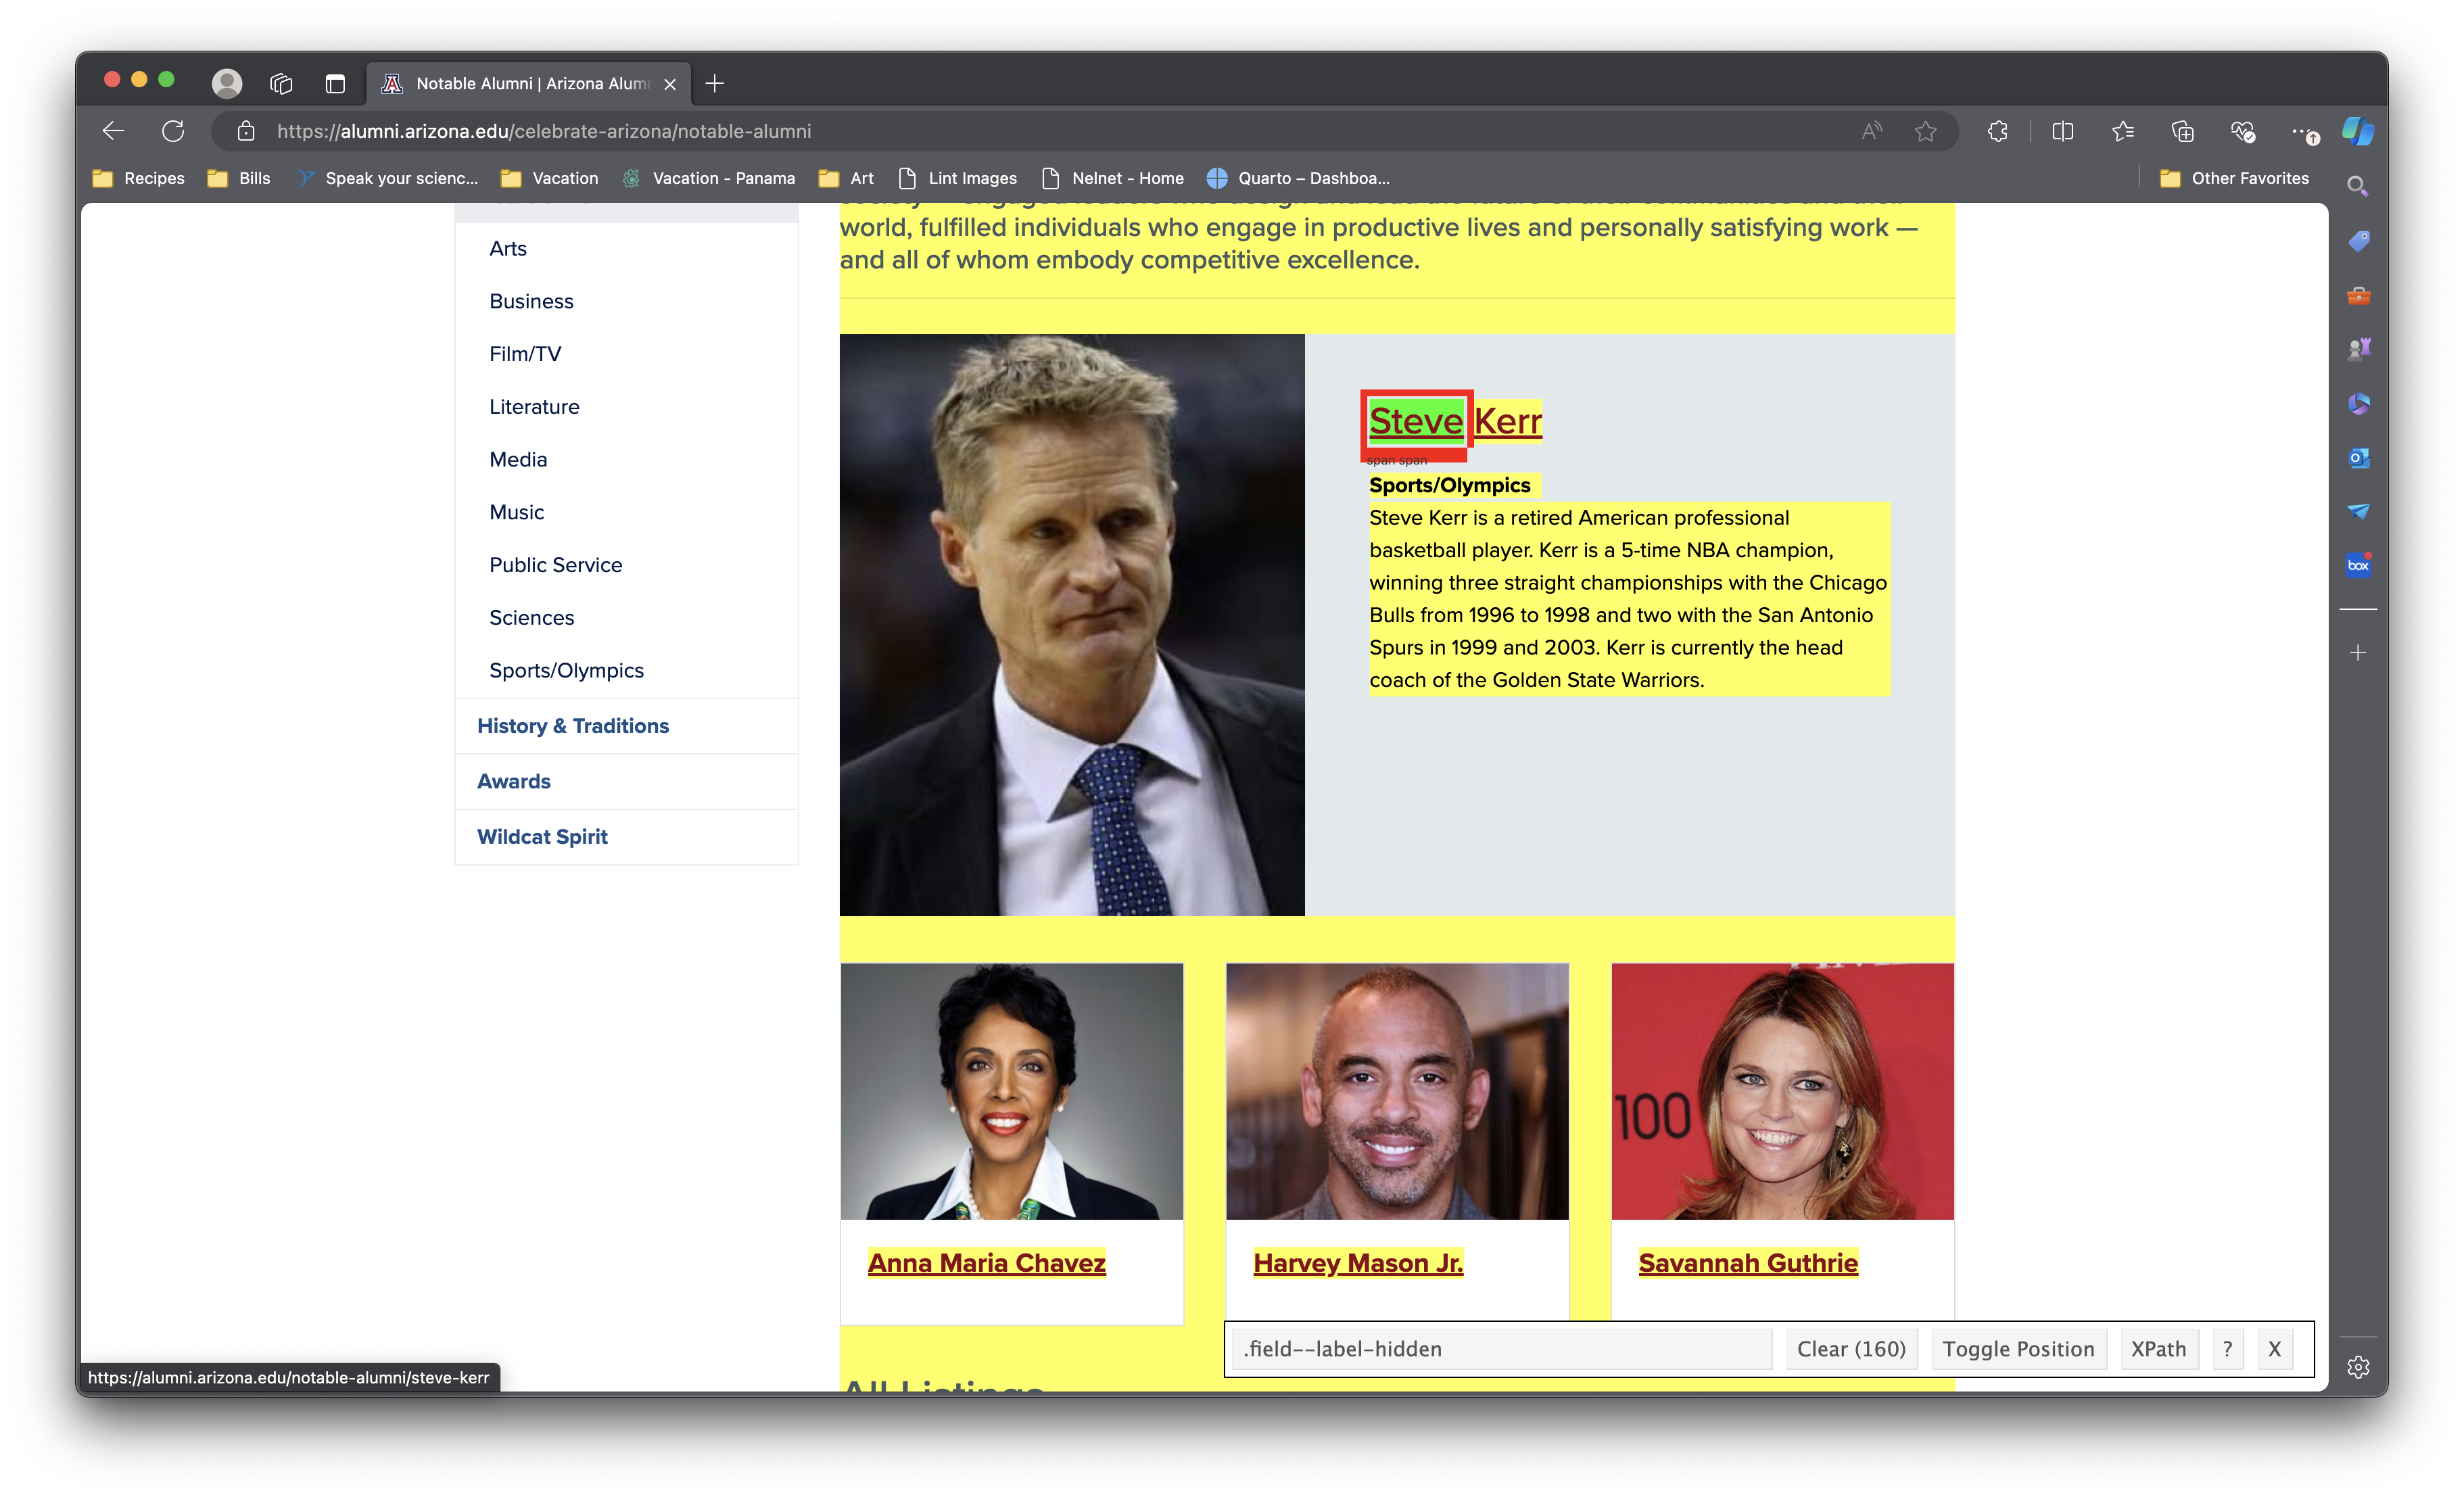 Notable Alumni | Arizona Alum
https://alumni.arizona.edu/celebrate-arizona/notable-alumni
Recipes Bills Speak your scienc... Vacation Vacation - Panama Art Lint Images Nelnet - Home Quarto – Dashboa... Other Favorites
Arts
Business
Film/TV
Literature
Media
Music
Public Service
Sciences
Sports/Olympics
History & Traditions
Awards
Wildcat Spirit
world, fulfilled individuals who engage in productive lives and personally satisfying work —
and all of whom embody competitive excellence.
Steve Kerr
span span
Sports/Olympics
Steve Kerr is a retired American professional
basketball player. Kerr is a 5-time NBA champion,
winning three straight championships with the Chicago
Bulls from 1996 to 1998 and two with the San Antonio
Spurs in 1999 and 2003. Kerr is currently the head
coach of the Golden State Warriors.
100
Anna Maria Chavez
Harvey Mason Jr.
Savannah Guthrie
All Listings
.field--label-hidden Clear (160) Toggle Position XPath ? X
https://alumni.arizona.edu/notable-alumni/steve-kerr
box